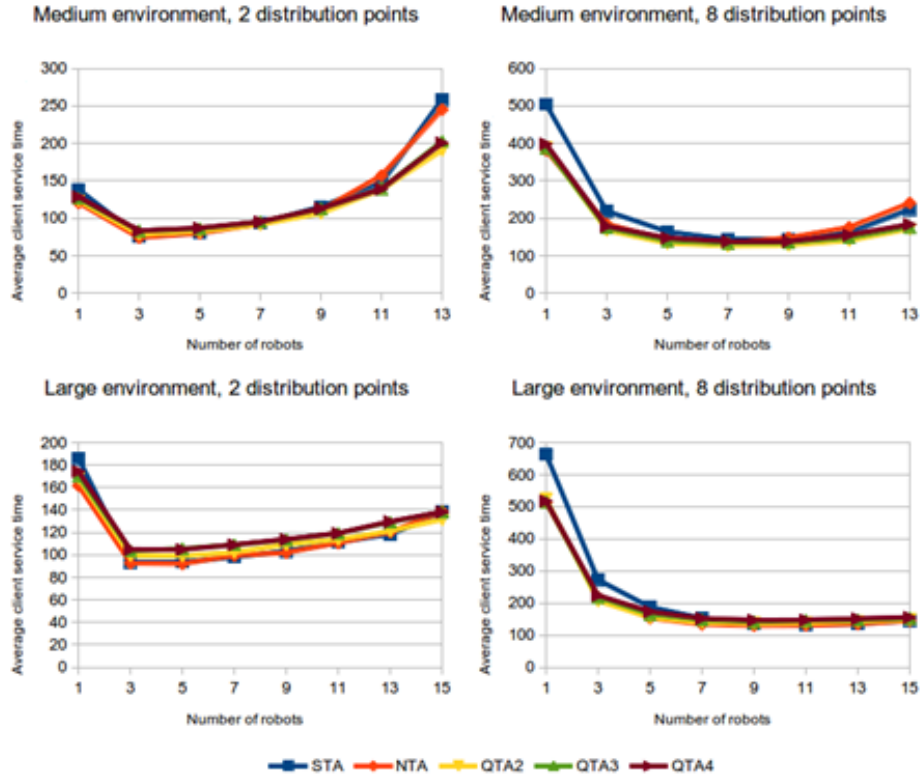 Medium environment, 2 distribution points
Medium environment, 8 distribution points
Average client service time
300
250
200
150
100
50
0
1 3 5 7 9 11 13
Number of robots
Average client service time
600
500
400
300
200
100
0
1 3 5 7 9 11 13
Number of robots
Large environment, 2 distribution points
Large environment, 8 distribution points
Average client service time
200
180
160
140
120
100
80
60
40
20
0
1 3 5 7 9 11 13 15
Number of robots
Average client service time
700
600
500
400
300
200
100
0
1 3 5 7 9 11 13 15
Number of robots
STA NTA QTA2 QTA3 QTA4